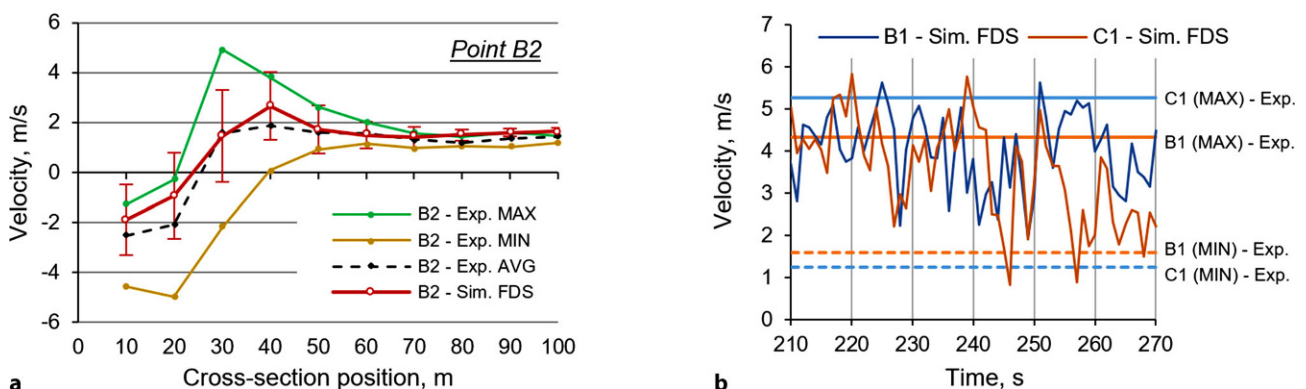 6
4
2
0
-2
-4
-6
Velocity, m/s
Point B2
B2 - Exp. MAX
B2 - Exp. MIN
B2 - Exp. AVG
B2 - Sim. FDS
0 10 20 30 40 50 60 70 80 90 100
Cross-section position, m
a
7
6
5
4
3
2
1
0
Velocity, m/s
B1 - Sim. FDS C1 - Sim. FDS
C1 (MAX) - Exp.
B1 (MAX) - Exp.
B1 (MIN) - Exp.
C1 (MIN) - Exp.
210 220 230 240 250 260 270
Time, s
b